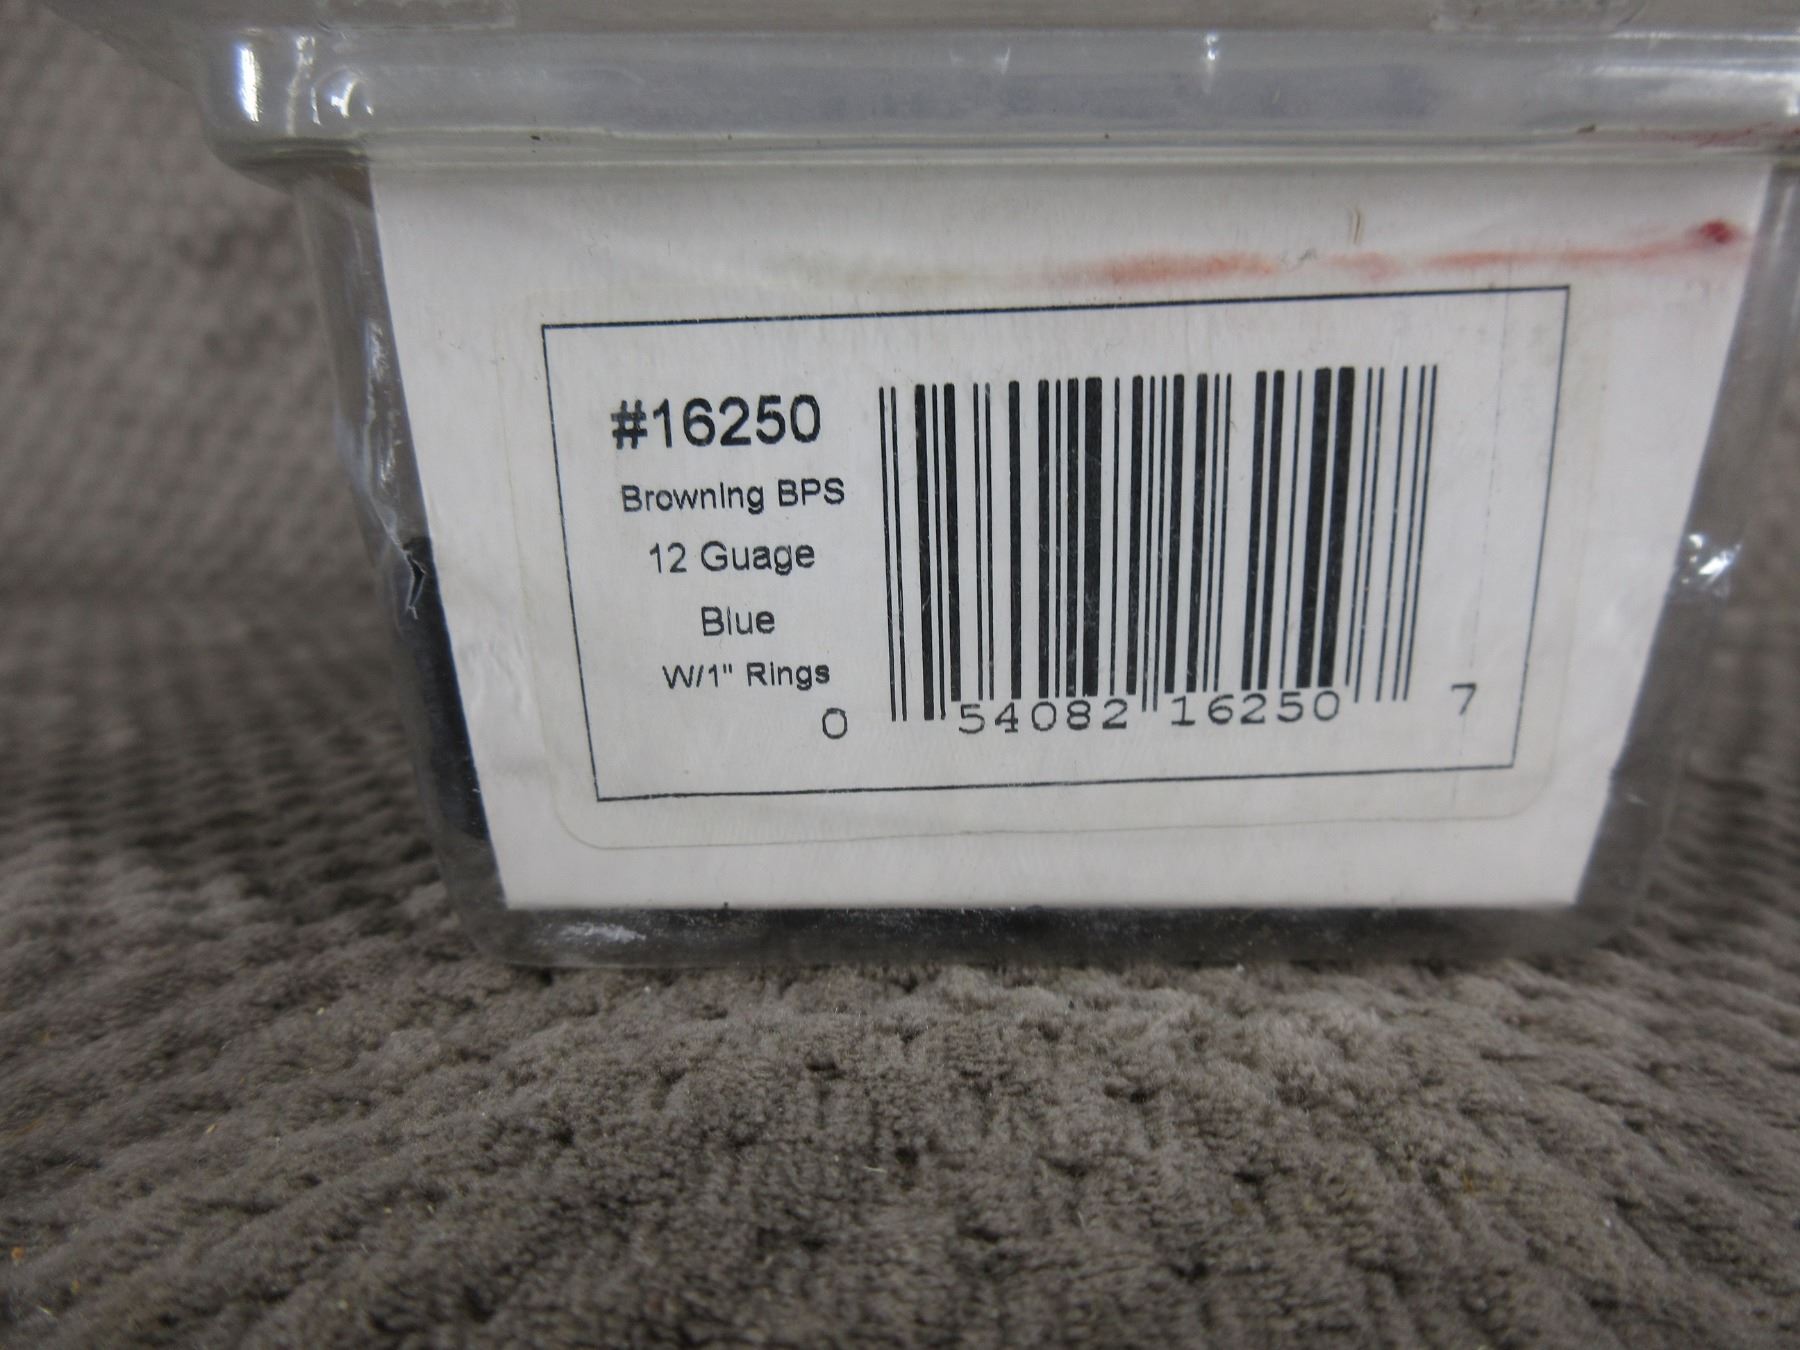 #16250
Browning BPS
12 Guage
Blue
W/1" Rings
0 54082 16250 7